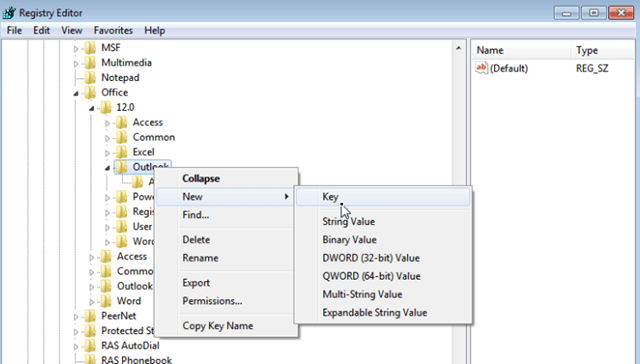 Registry Editor
File Edit View Favorites Help
MSF
Multimedia
Notepad
Office
12.0
Access
Common
Excel
Outlook
A
Powe
Regis
User
Word
Access
Commo
Outlook
Word
PeerNet
Protected St
RAS AutoDial
RAS Phonebook
Collapse
New
Find...
Delete
Rename
Export
Permissions...
Copy Key Name
Key
String Value
Binary Value
DWORD (32-bit) Value
QWORD (64-bit) Value
Multi-String Value
Expandable String Value
Name Type
ab (Default) REG_SZ